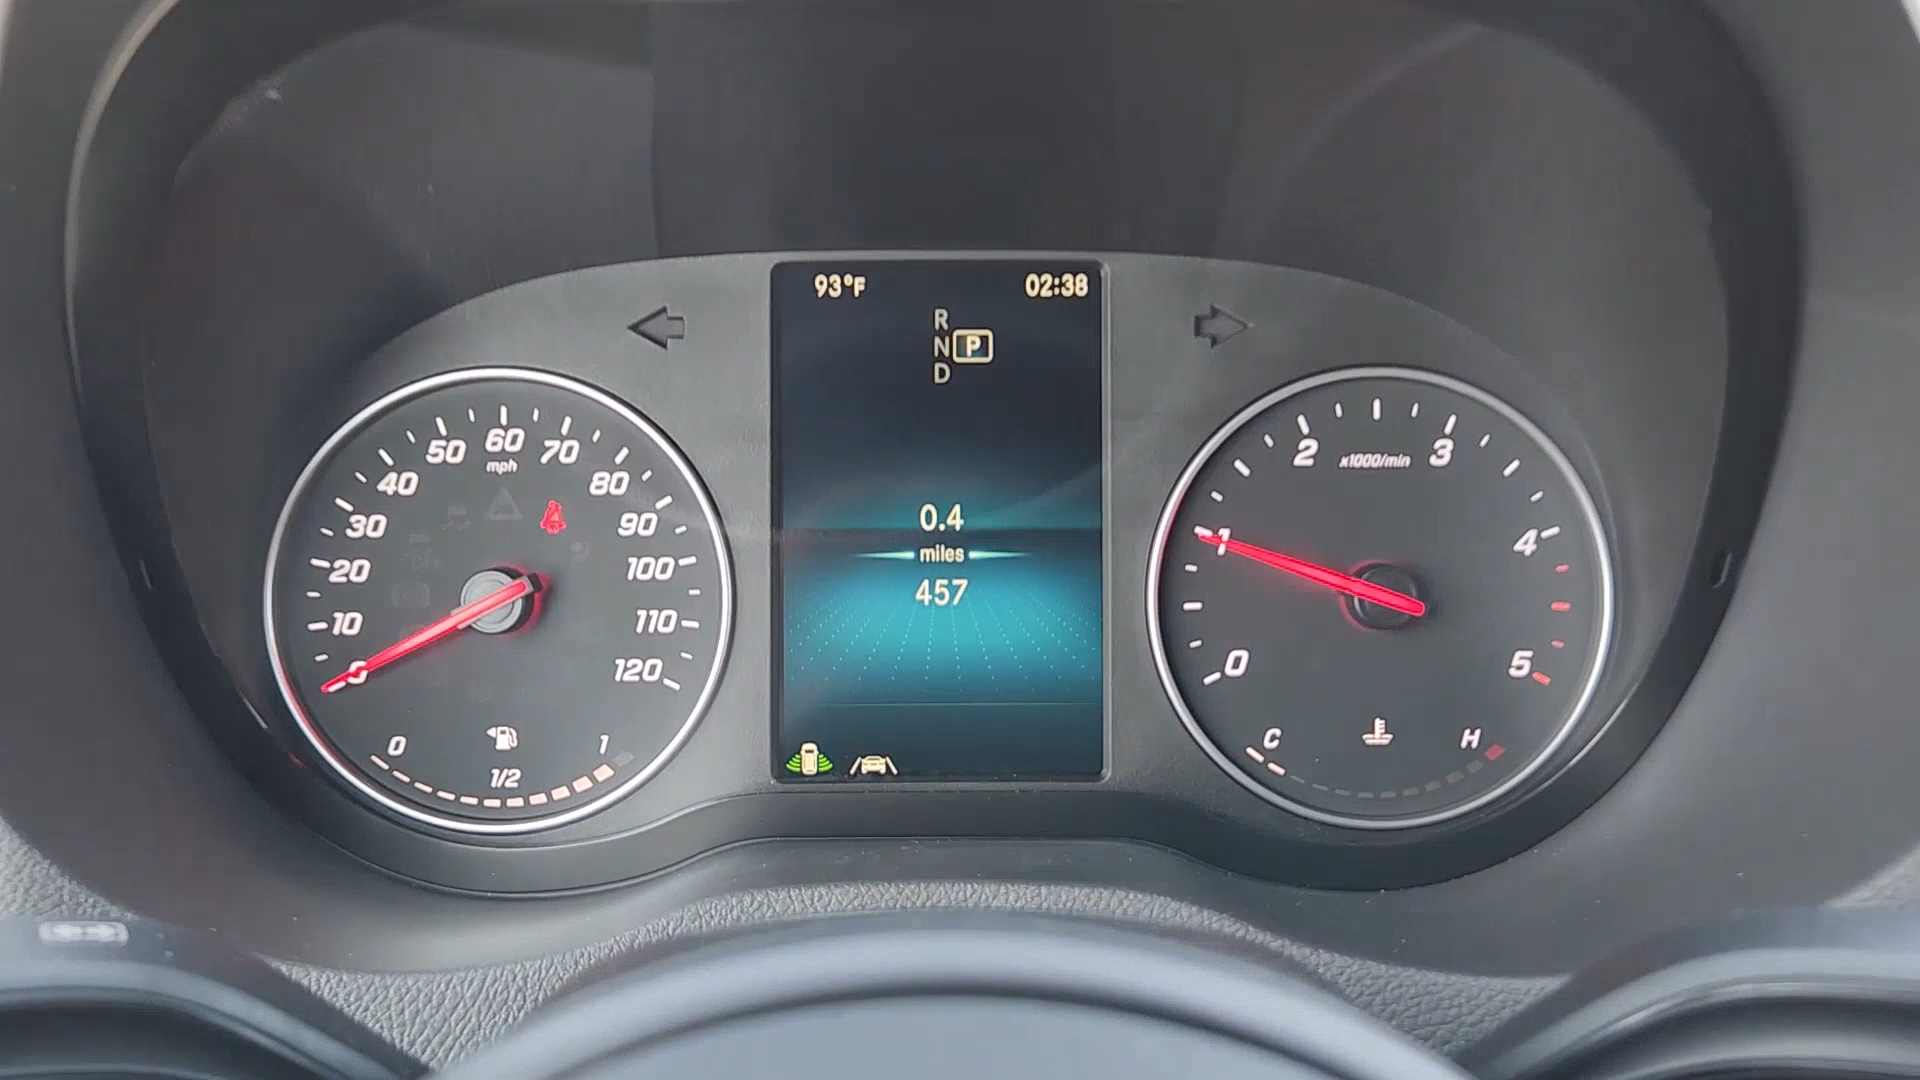 93°F 02:38
R
N P
D
0.4
miles
457
0 10 20 30 40 50 60 70 80 90 100 110 120
mph
0 1/2 1
0 1 2 3 4 5
x1000/min
C H